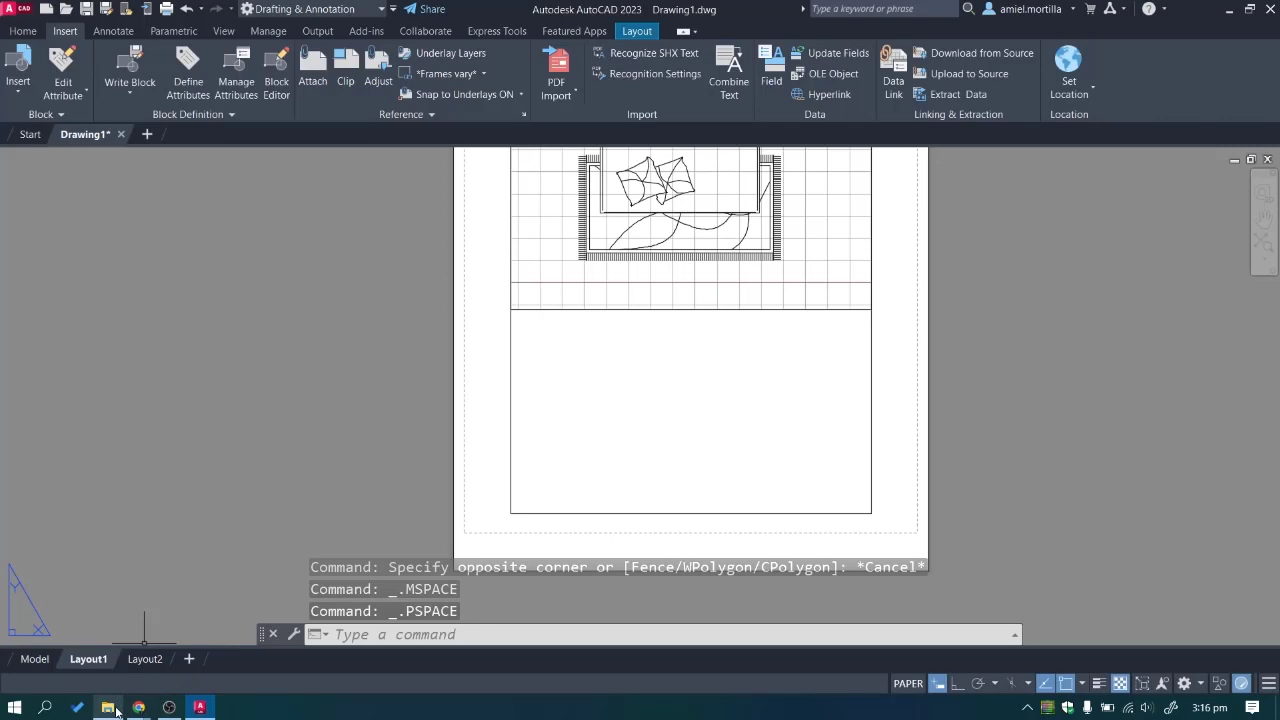 CAD
Drafting & Annotation
Share
Autodesk AutoCAD 2023 Drawing1.dwg
Type a keyword or phrase
amiel.mortilla
Home Insert Annotate Parametric View Manage Output Add-ins Collaborate Express Tools Featured Apps Layout
Insert
Edit
Attribute
Write Block
Define
Attributes
Manage
Attributes
Block
Editor
Attach
Clip
Adjust
Underlay Layers
*Frames vary*
Snap to Underlays ON
PDF
Import
Recognize SHX Text
Recognition Settings
Combine
Text
Field
Update Fields
OLE Object
Hyperlink
Data
Link
Download from Source
Upload to Source
Extract Data
Set
Location
Block Block Definition Reference Import Data Linking & Extraction Location
Start Drawing1*
Command: Specify opposite corner or [Fence/WPolygon/CPolygon]: *Cancel*
Command: _.MSPACE
Command: _.PSPACE
Type a command
Y
X
Model Layout1 Layout2
PAPER
3:16 pm